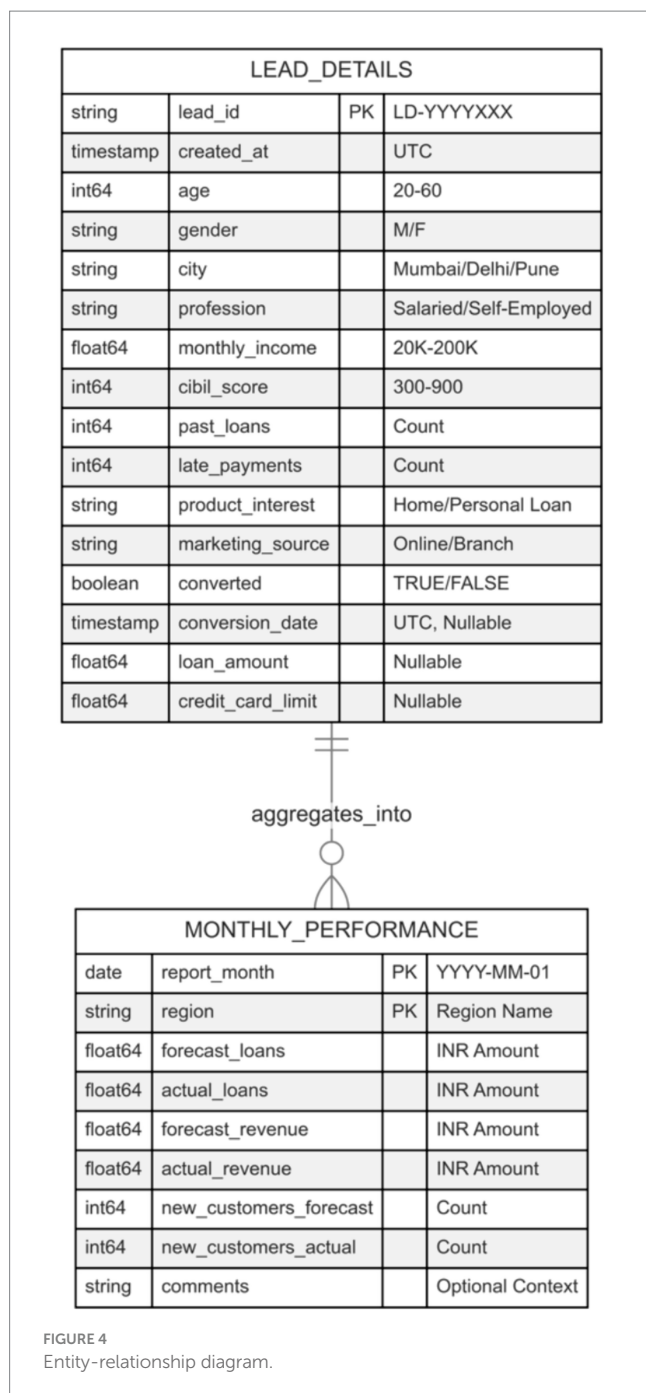 LEAD_DETAILS
string lead_id PK LD-YYYYXXX
timestamp created_at UTC
int64 age 20-60
string gender M/F
string city Mumbai/Delhi/Pune
string profession Salaried/Self-Employed
float64 monthly_income 20K-200K
int64 cibil_score 300-900
int64 past_loans Count
int64 late_payments Count
string product_interest Home/Personal Loan
string marketing_source Online/Branch
boolean converted TRUE/FALSE
timestamp conversion_date UTC, Nullable
float64 loan_amount Nullable
float64 credit_card_limit Nullable
aggregates_into
MONTHLY_PERFORMANCE
date report_month PK YYYY-MM-01
string region PK Region Name
float64 forecast_loans INR Amount
float64 actual_loans INR Amount
float64 forecast_revenue INR Amount
float64 actual_revenue INR Amount
int64 new_customers_forecast Count
int64 new_customers_actual Count
string comments Optional Context
FIGURE 4
Entity-relationship diagram.